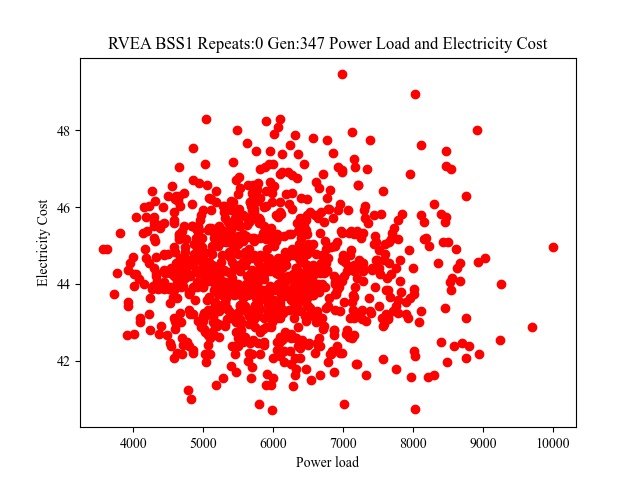 RVEA BSS1 Repeats:0 Gen:347 Power Load and Electricity Cost
48
46
44
42
Electricity Cost
4000 5000 6000 7000 8000 9000 10000
Power load